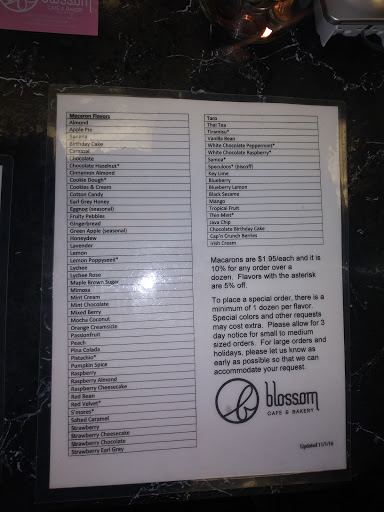 blossom
CAFE & BAKERY
Macaron Flavors
Almond
Apple Pie
Banana
Birthday Cake
Caramel
Chocolate
Chocolate Hazelnut*
Cinnamon Almond
Cookie Dough*
Cookies & Cream
Cotton Candy
Earl Grey Honey
Eggnog (seasonal)
Fruity Pebbles
Gingerbread
Green Apple (seasonal)
Honeydew
Lavender
Lemon
Lemon Poppyseed*
Lychee
Lychee Rose
Maple Brown Sugar
Mimosa
Mint Cream
Mint Chocolate
Mixed Berry
Mocha Coconut
Orange Creamsicle
Passionfruit
Peach
Pina Colada
Pistachio*
Pumpkin Spice
Raspberry
Raspberry Almond
Raspberry Cheesecake
Red Bean
Red Velvet*
S'mores*
Salted Caramel
Strawberry
Strawberry Cheesecake
Strawberry Chocolate
Strawberry Earl Grey
Taro
Thai Tea
Tiramisu*
Vanilla Bean
White Chocolate Peppermint*
White Chocolate Raspberry*
Samoa*
Speculoos* (biscoff)
Key Lime
Blueberry
Blueberry Lemon
Black Sesame
Mango
Tropical Fruit
Thin Mint*
Java Chip
Chocolate Birthday Cake
Cap'n Crunch Berries
Irish Cream
Macarons are $1.95/each and it is
10% for any order over a
dozen. Flavors with the asterisk
are 5% off.
To place a special order, there is a
minimum of 1 dozen per flavor.
Special colors and other requests
may cost extra. Please allow for 3
day notice for small to medium
sized orders. For large orders and
holidays, please let us know as
early as possible so that we can
accommodate your request.
blossom
CAFE & BAKERY
Updated 11/1/16